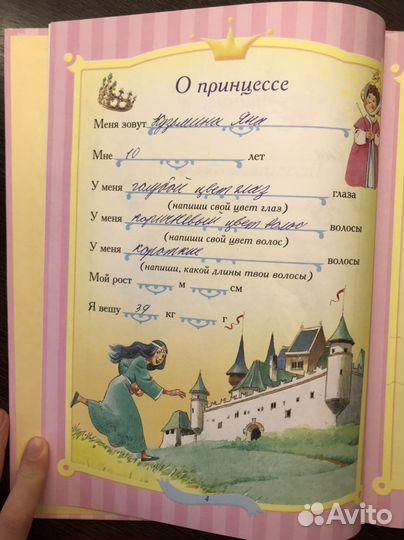 О принцессе
Меня зовут Кузьмина Яна
Мне 10 лет
У меня голубой цвет глаз глаза
(напиши свой цвет глаз)
У меня коричневый цвет волос волосы
(напиши свой цвет волос)
У меня короткие волосы
(напиши, какой длины твои волосы)
Мой рост м см
Я вешу 39 кг г
4
Avito